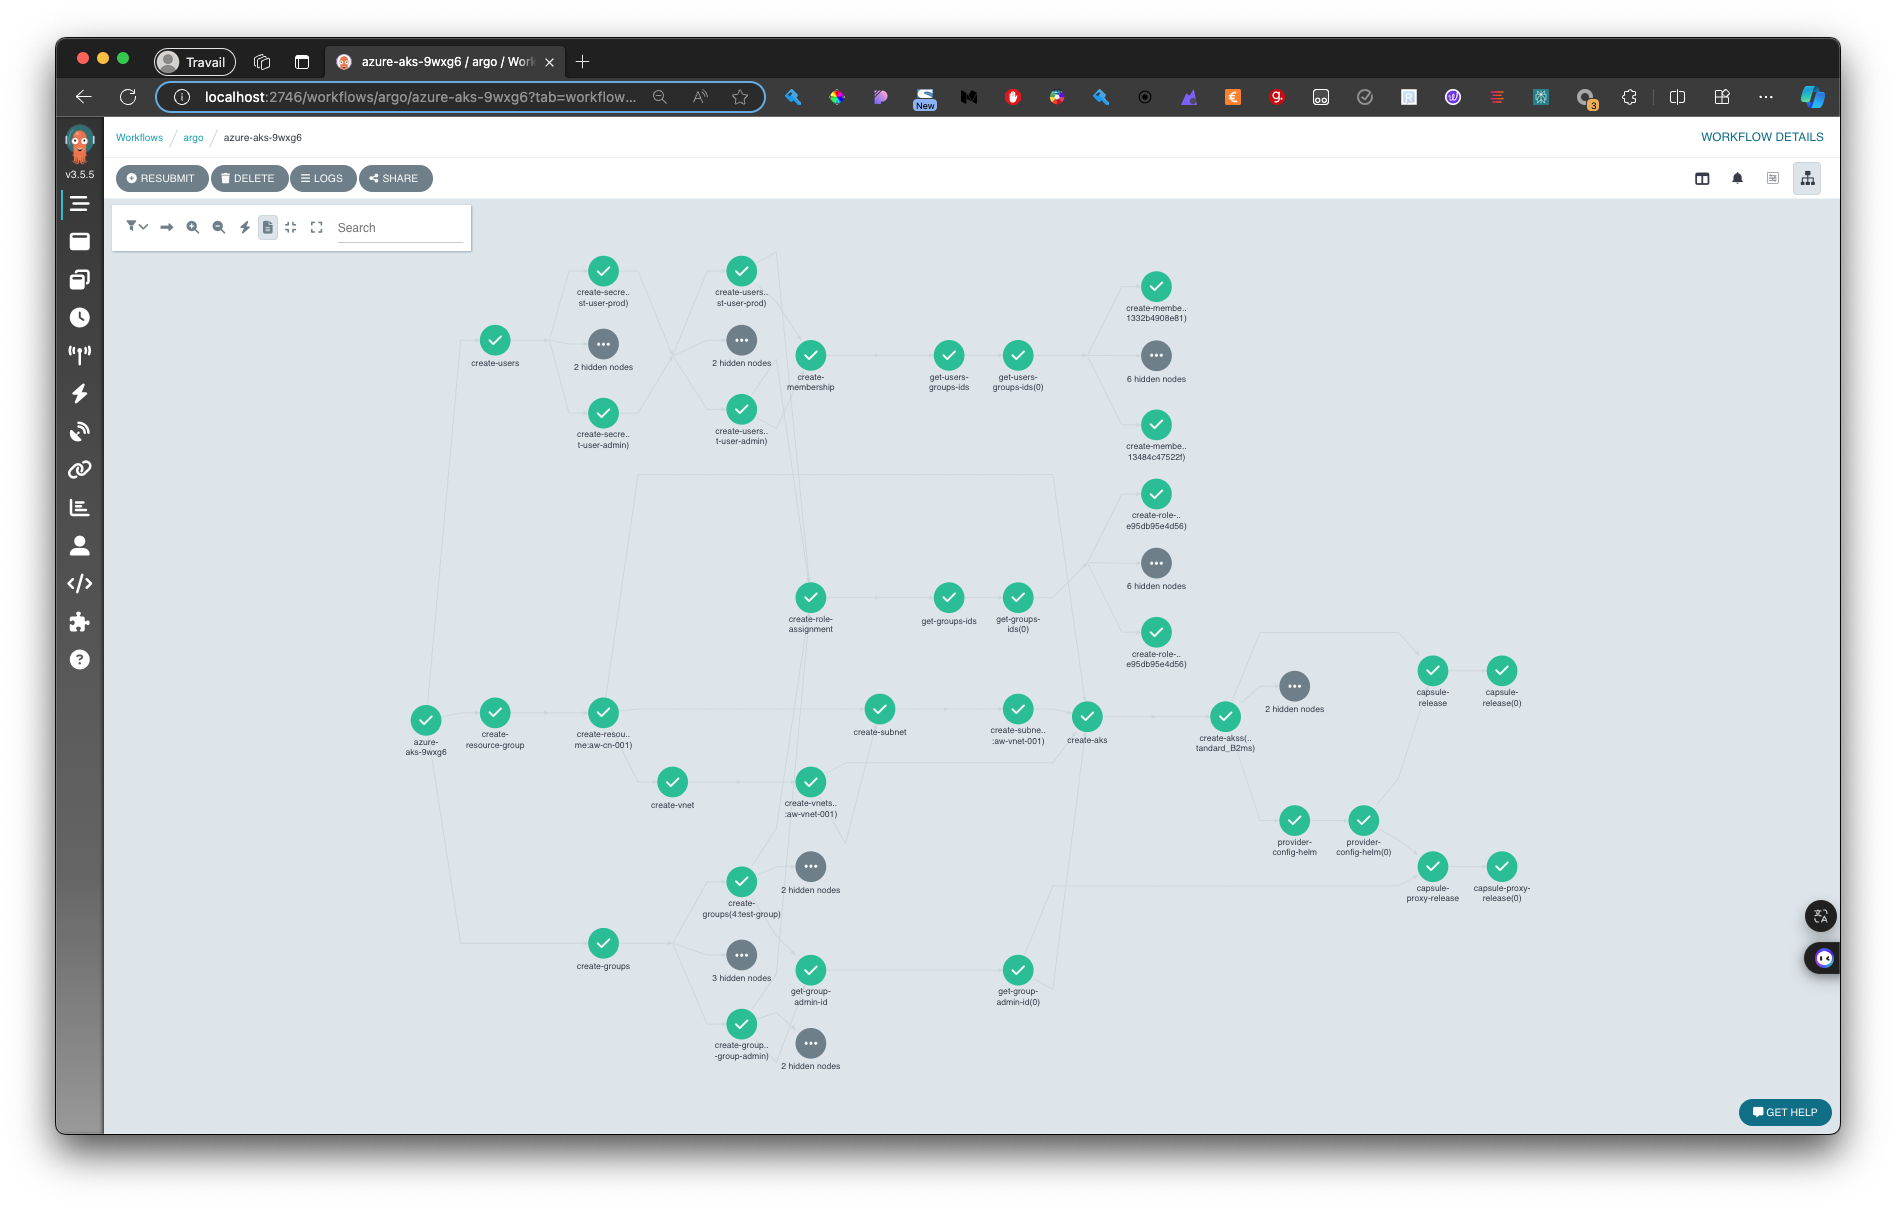 Travail
azure-aks-9wxg6 / argo / Work
localhost:2746/workflows/argo/azure-aks-9wxg6?tab=workflow...
New
3
v3.5.5
Workflows
argo
azure-aks-9wxg6
WORKFLOW DETAILS
RESUBMIT
DELETE
LOGS
SHARE
Search
create-secre..
st-user-prod)
create-users..
st-user-prod)
create-membe..
1332b4908e81)
create-users
2 hidden nodes
2 hidden nodes
create-
membership
get-users-
groups-ids
get-users-
groups-ids(0)
6 hidden nodes
create-secre..
t-user-admin)
create-users..
t-user-admin)
create-membe..
13484c47522f)
create-role-..
e95db95e4d56)
6 hidden nodes
create-role-
assignment
get-groups-ids
get-groups-
ids(0)
create-role-..
e95db95e4d56)
azure-
aks-9wxg6
create-
resource-group
create-resou..
me:aw-cn-001)
create-subnet
create-subne..
:aw-vnet-001)
create-aks
create-akss(..
tandard_B2ms)
2 hidden nodes
capsule-
release
capsule-
release(0)
create-vnet
create-vnets..
:aw-vnet-001)
provider-
config-helm
provider-
config-helm(0)
capsule-
proxy-release
capsule-proxy-
release(0)
create-
groups(4:test-group)
2 hidden nodes
create-groups
3 hidden nodes
get-group-
admin-id
get-group-
admin-id(0)
create-group..
-group-admin)
2 hidden nodes
GET HELP